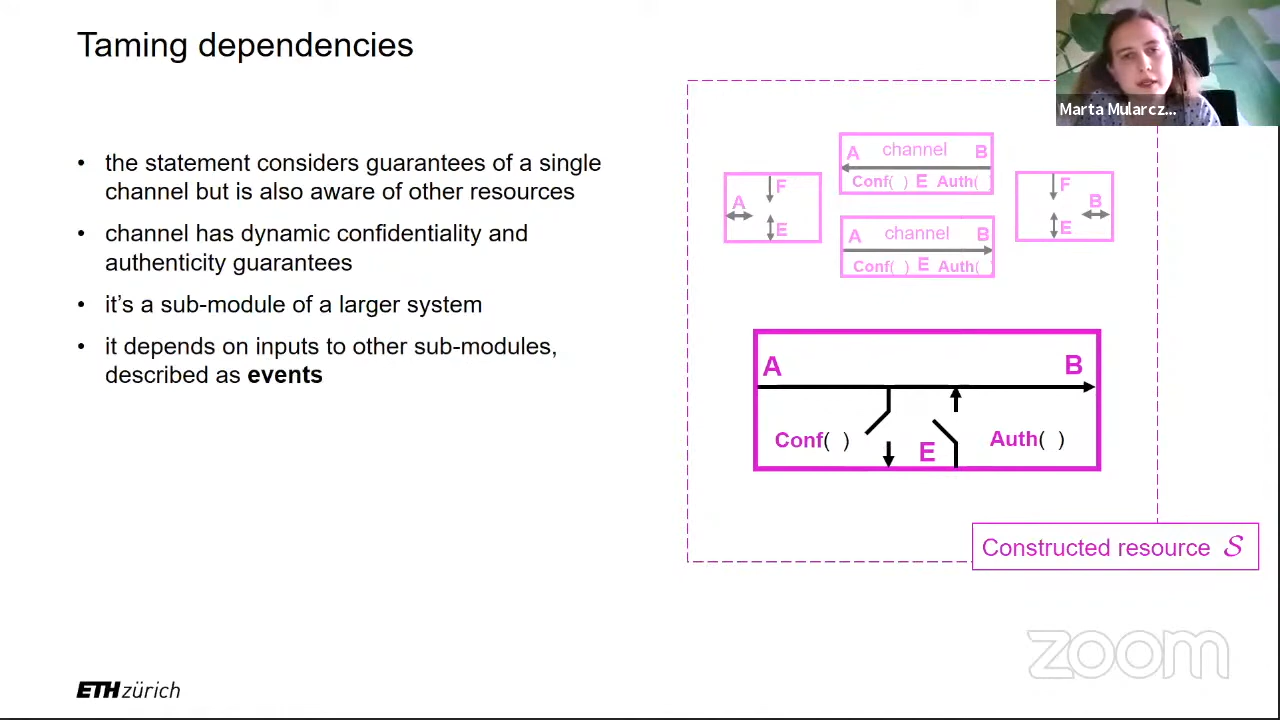 Taming dependencies
Marta Mularcz...
• the statement considers guarantees of a single
channel but is also aware of other resources
• channel has dynamic confidentiality and
authenticity guarantees
• it's a sub-module of a larger system
• it depends on inputs to other sub-modules,
described as events
A channel B
Conf( ) E Auth(
F
A
E
F
B
E
A channel B
Conf( ) E Auth(
A B
Conf( ) E Auth( )
Constructed resource S
zoom
ETH zürich